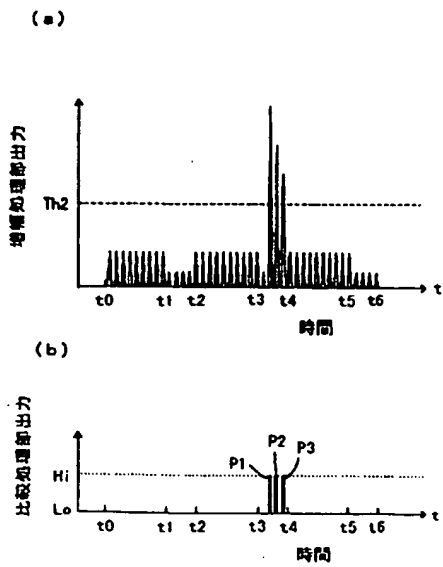 (a)
増幅処理部出力
Th2
t0 t1 t2 t3 t4 t5 t6 t
時間
(b)
比較処理部出力
P1 P2 P3
Hi
Lo
t0 t1 t2 t3 t4 t5 t6 t
時間